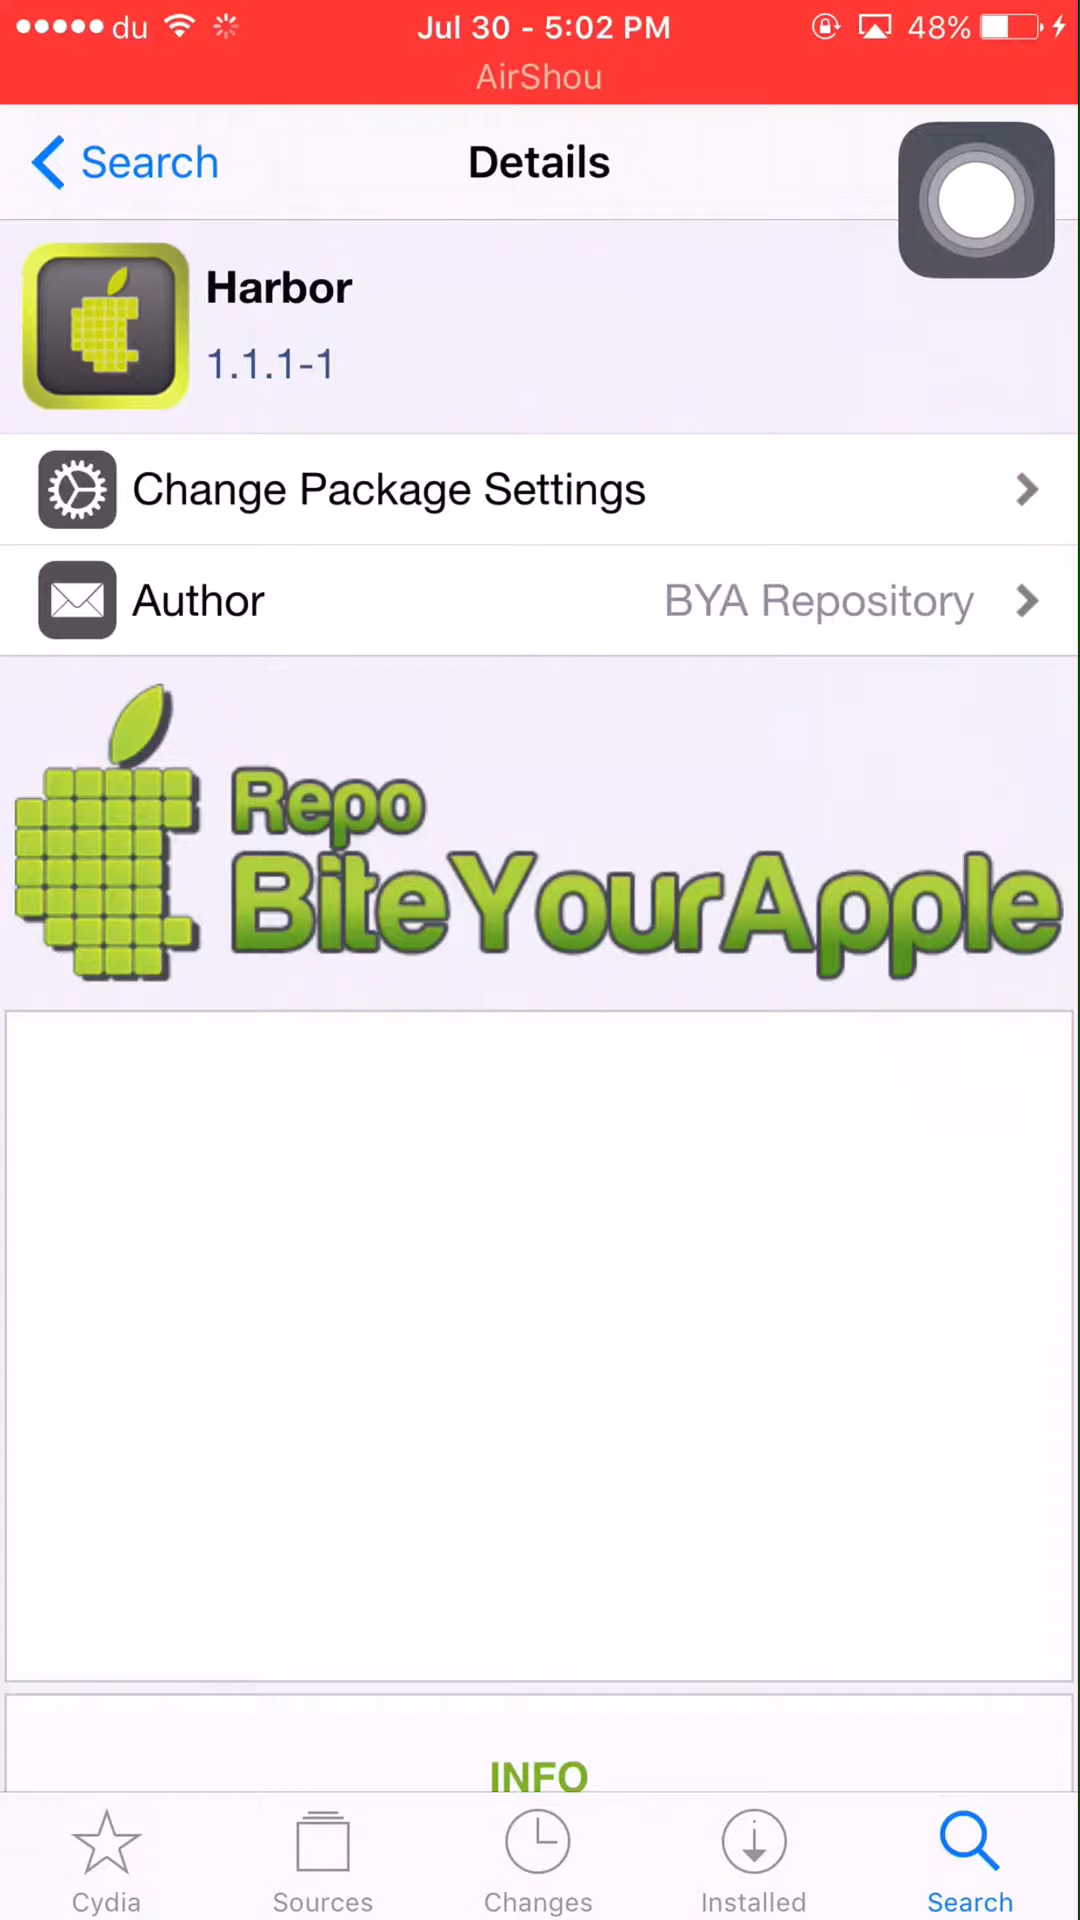 du Jul 30 - 5:02 PM 48%
AirShou
Search Details
Harbor
1.1.1-1
Change Package Settings
Author BYA Repository
Repo
BiteYourApple
INFO
Cydia Sources Changes Installed Search